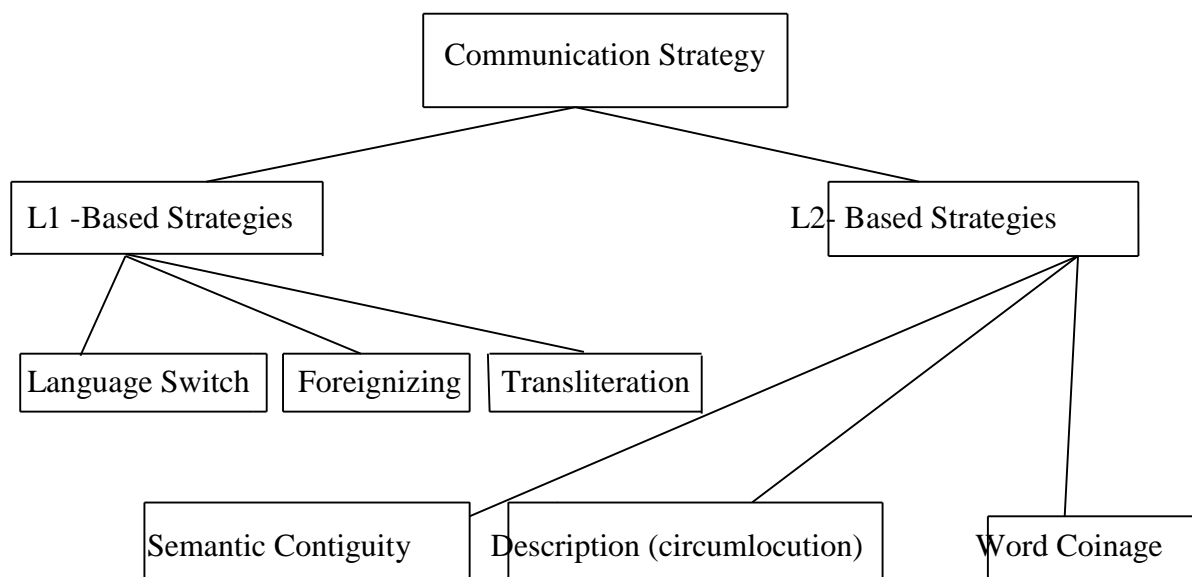 Communication Strategy
L1 -Based Strategies
L2- Based Strategies
Language Switch
Foreignizing
Transliteration
Semantic Contiguity
Description (circumlocution)
Word Coinage